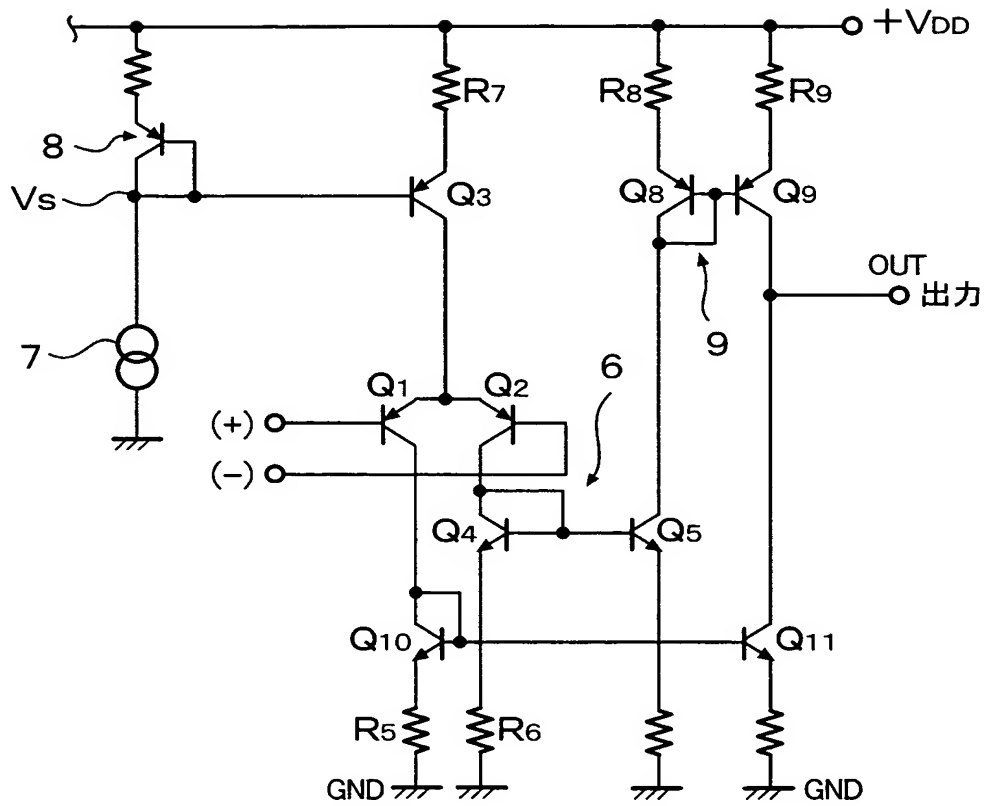 +VDD
R7
R8
R9
8
Vs
Q3
Q8
Q9
OUT
出力
7
9
6
Q1
Q2
(+)
(-)
Q4
Q5
Q10
Q11
R5
R6
GND
GND